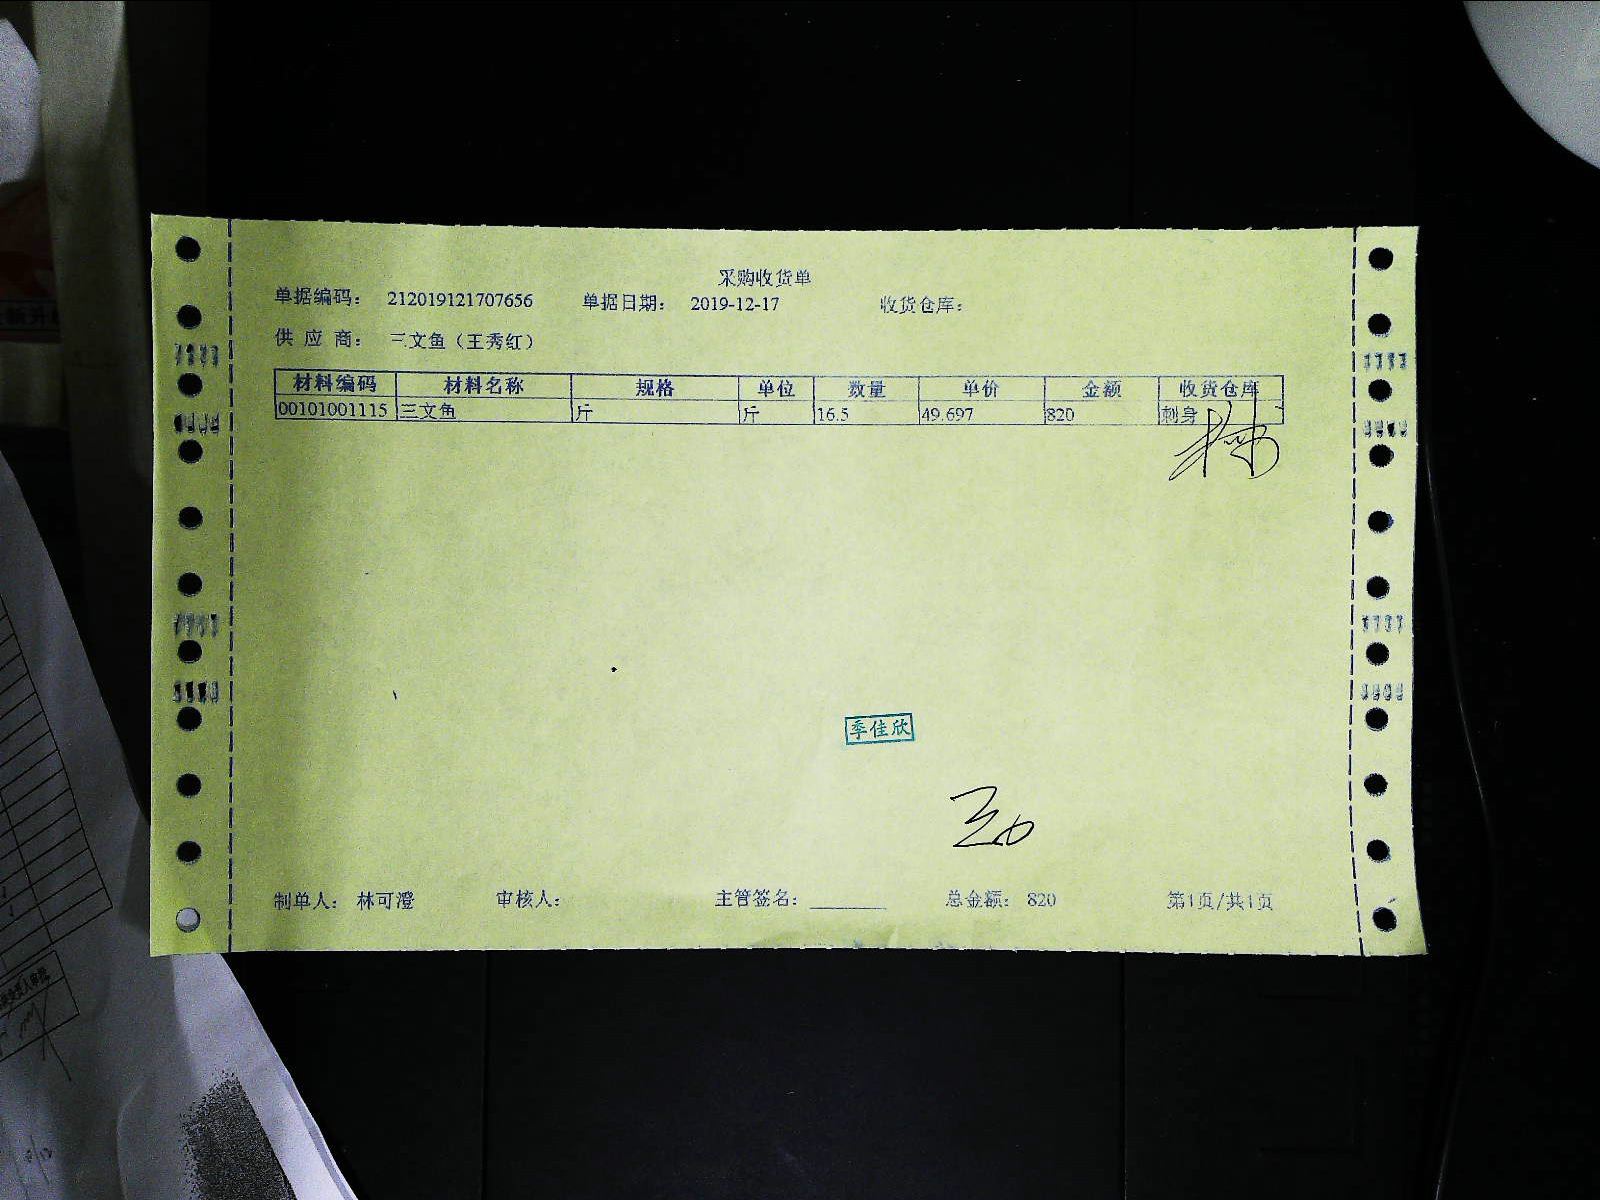 采购收货单
单据编码： 212019121707656 单据日期： 2019-12-17 收货仓库：
供 应 商： 三文鱼（王秀红）
材料编码 材料名称 规格 单位 数量 单价 金额 收货仓库
00101001115 三文鱼 斤 斤 16.5 49.697 820 刺身
季佳欣
制单人： 林可澄 审核人： 主管签名： 总金额： 820 第1页/共1页